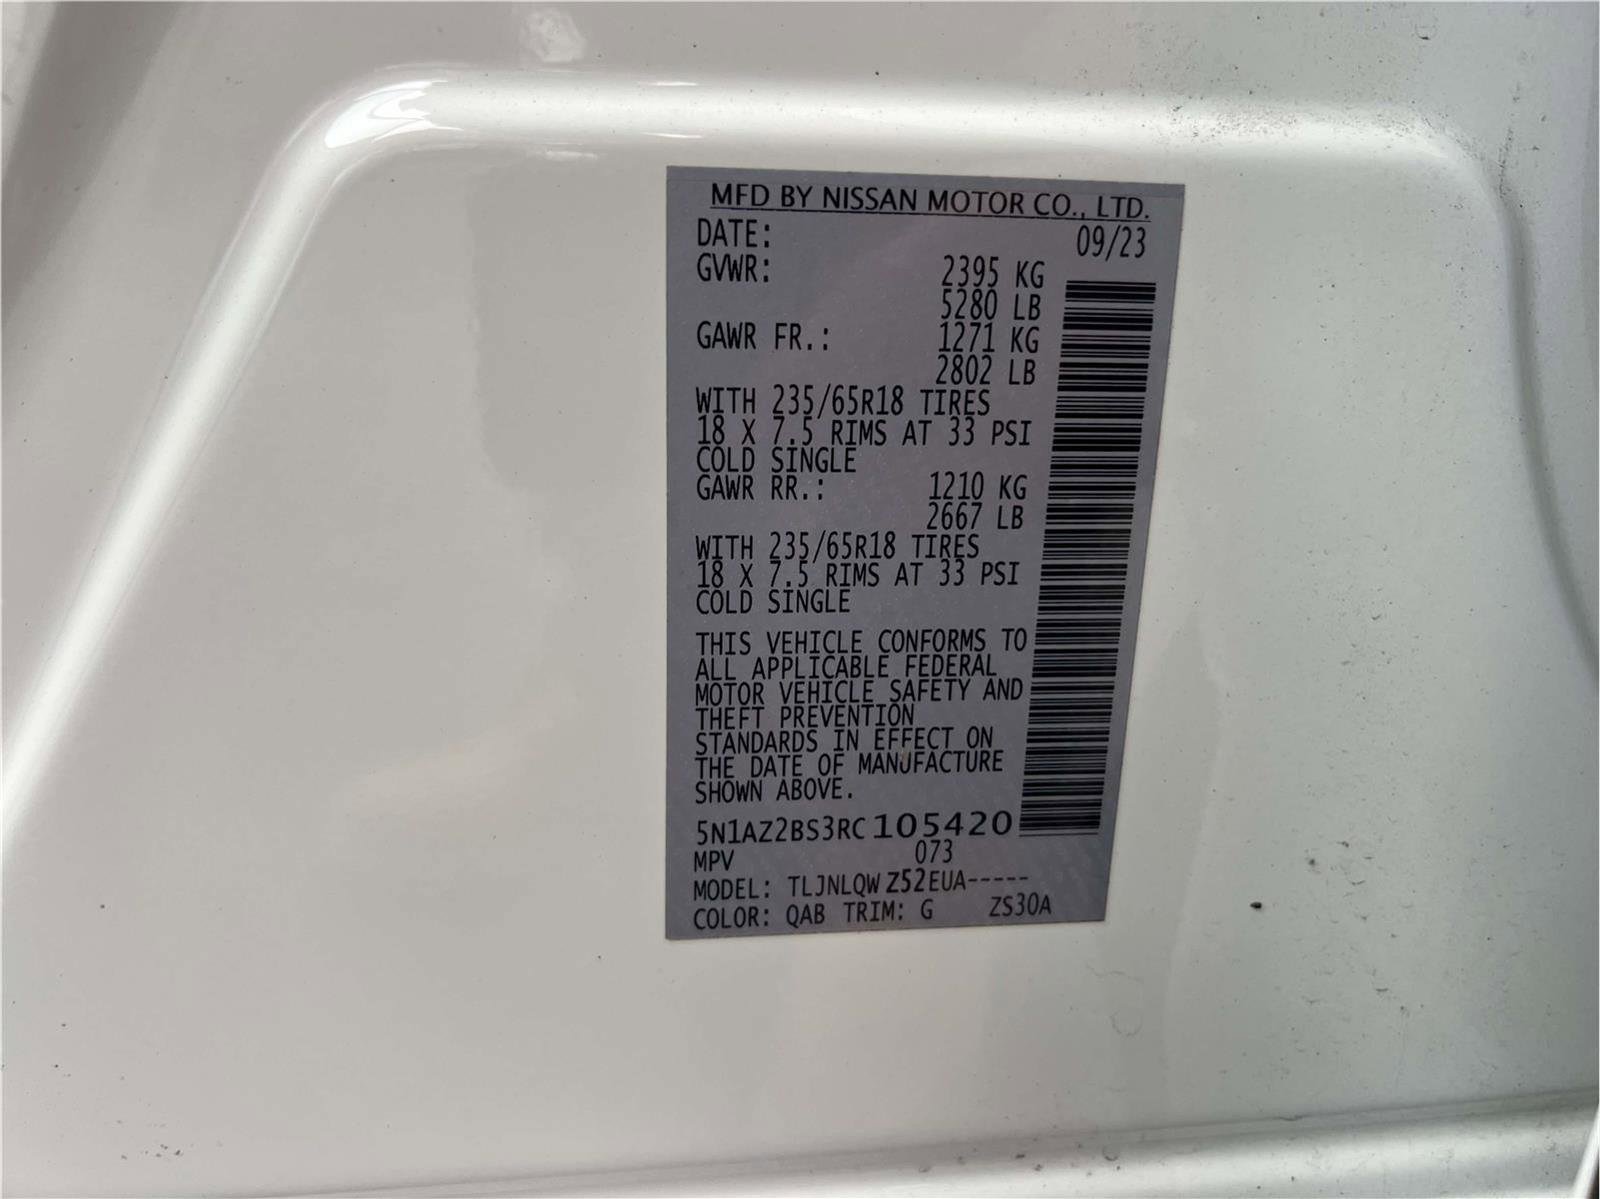 MFD BY NISSAN MOTOR CO., LTD.
DATE: 09/23
GVWR: 2395 KG
5280 LB
GAWR FR.: 1271 KG
2802 LB
WITH 235/65R18 TIRES
18 X 7.5 RIMS AT 33 PSI
COLD SINGLE
GAWR RR.: 1210 KG
2667 LB
WITH 235/65R18 TIRES
18 X 7.5 RIMS AT 33 PSI
COLD SINGLE
THIS VEHICLE CONFORMS TO
ALL APPLICABLE FEDERAL
MOTOR VEHICLE SAFETY AND
THEFT PREVENTION
STANDARDS IN EFFECT ON
THE DATE OF MANUFACTURE
SHOWN ABOVE.
5N1AZ2BS3RC105420
MPV 073
MODEL: TLJNLQWZ52EUA-----
COLOR: QAB TRIM: G ZS30A